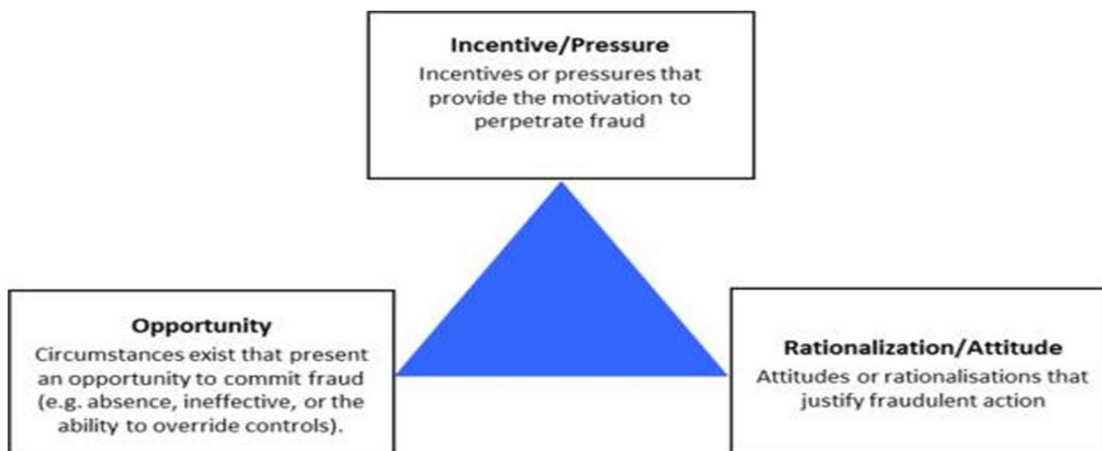 Incentive/Pressure
Incentives or pressures that
provide the motivation to
perpetrate fraud
Opportunity
Circumstances exist that present
an opportunity to commit fraud
(e.g. absence, ineffective, or the
ability to override controls).
Rationalization/Attitude
Attitudes or rationalisations that
justify fraudulent action